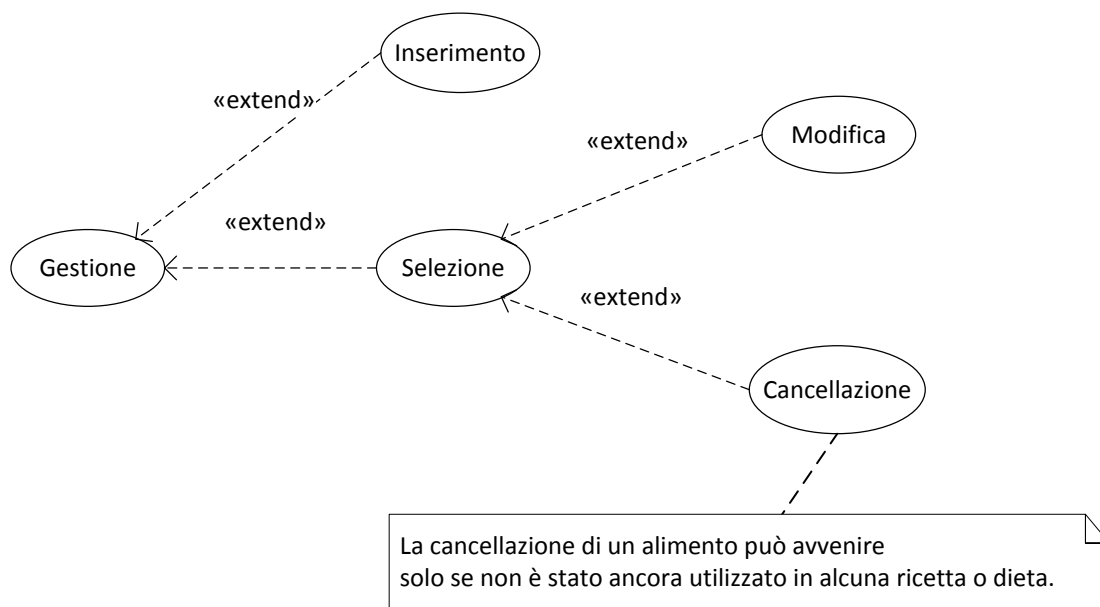 Inserimento
«extend»
Modifica
«extend»
«extend»
Gestione
Selezione
«extend»
Cancellazione
La cancellazione di un alimento può avvenire
solo se non è stato ancora utilizzato in alcuna ricetta o dieta.